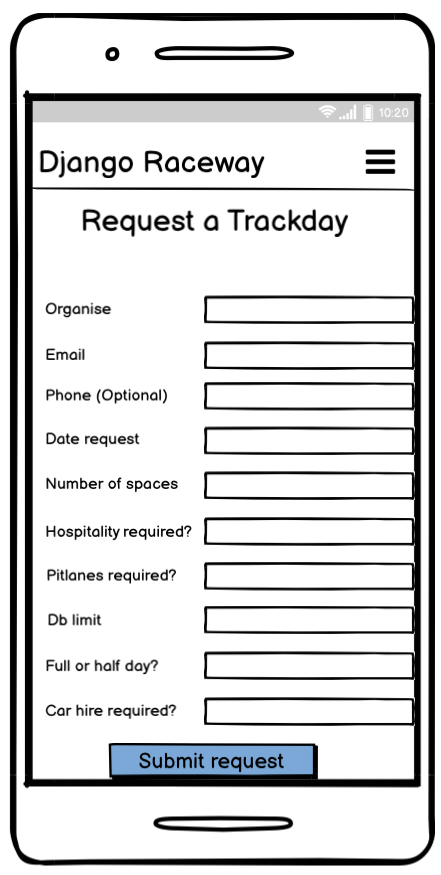 10:20
Django Raceway
Request a Trackday
Organise
Email
Phone (Optional)
Date request
Number of spaces
Hospitality required?
Pitlanes required?
Db limit
Full or half day?
Car hire required?
Submit request